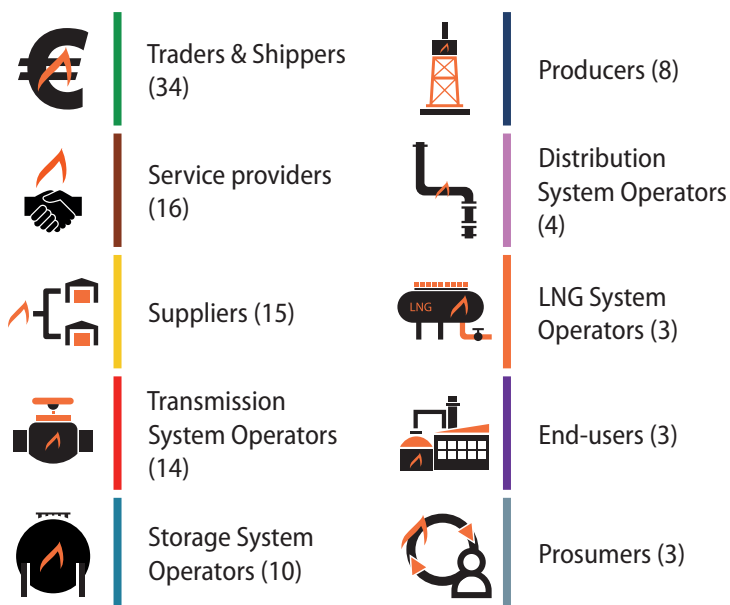 Traders & Shippers
(34)
Service providers
(16)
Suppliers (15)
Transmission
System Operators
(14)
Storage System
Operators (10)
Producers (8)
Distribution
System Operators
(4)
LNG
LNG System
Operators (3)
End-users (3)
Prosumers (3)